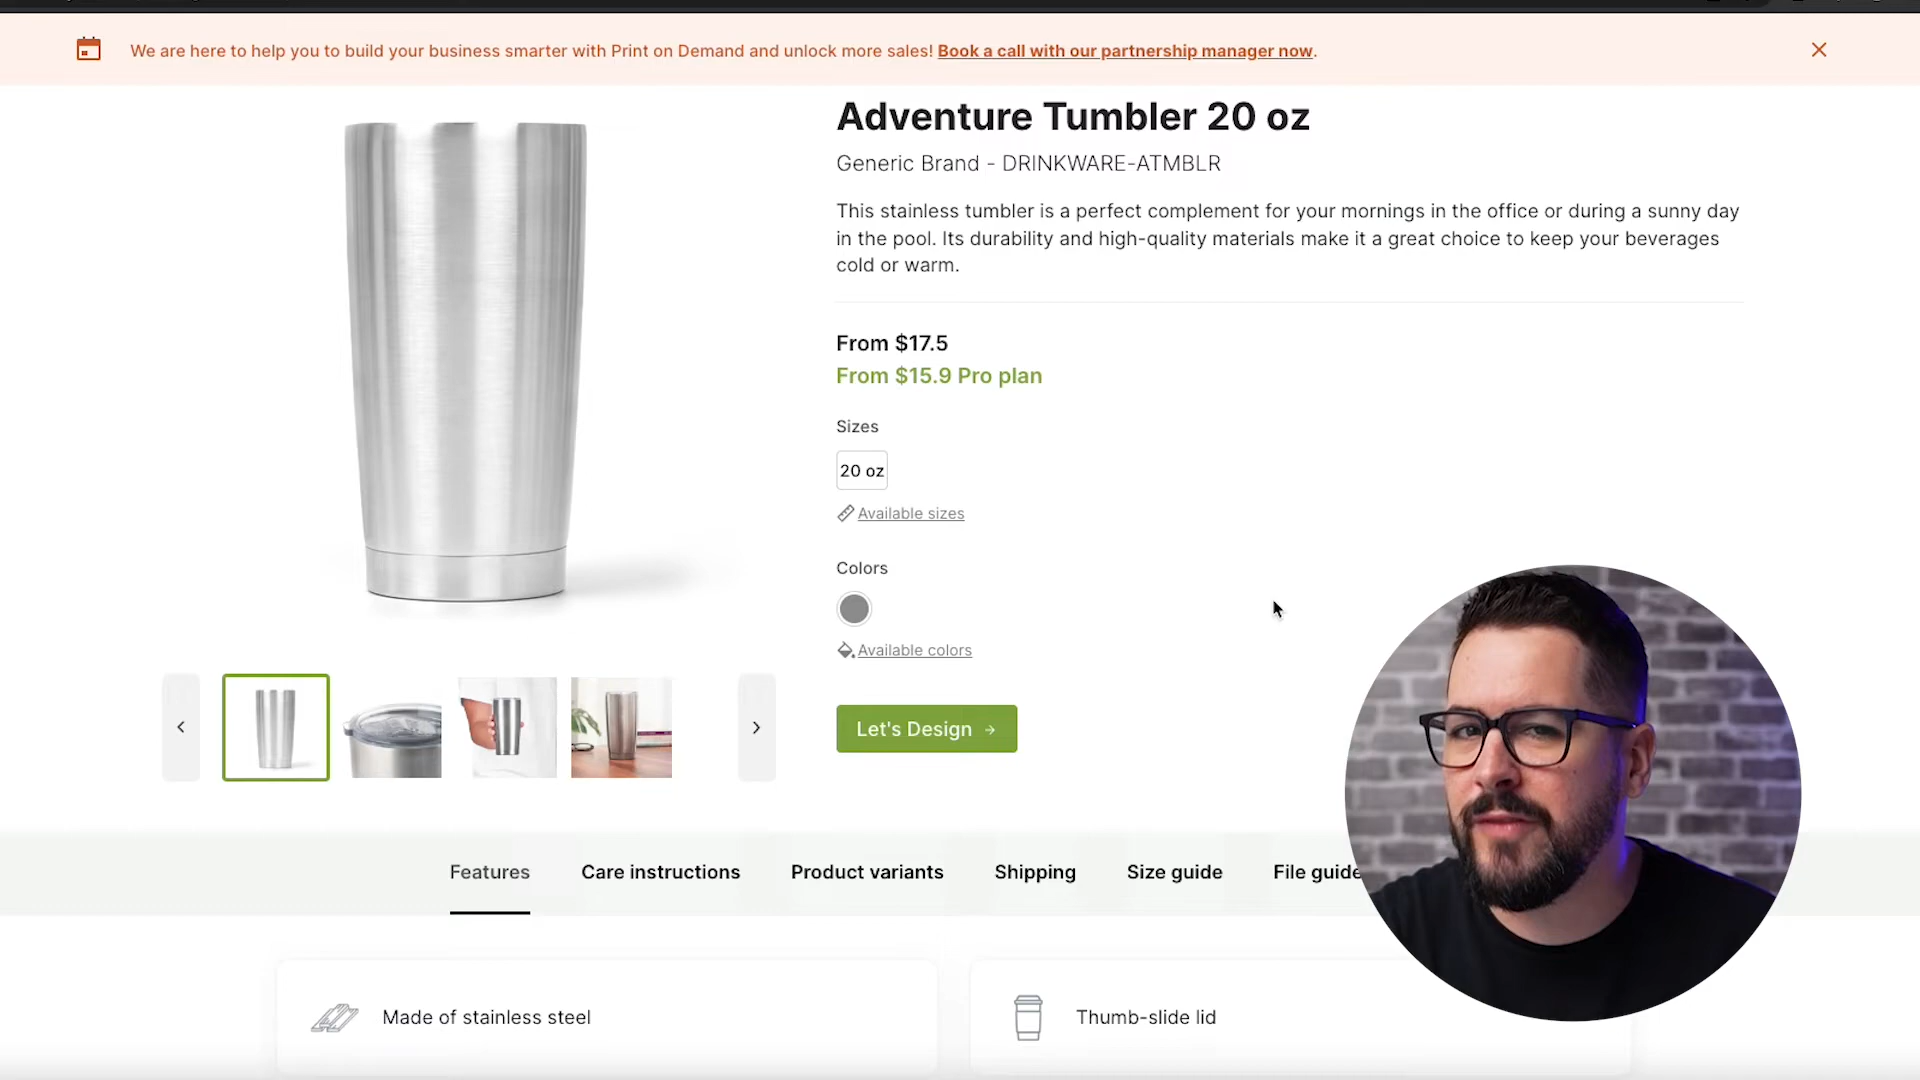 We are here to help you to build your business smarter with Print on Demand and unlock more sales! Book a call with our partnership manager now.
Adventure Tumbler 20 oz
Generic Brand - DRINKWARE-ATMBLR
This stainless tumbler is a perfect complement for your mornings in the office or during a sunny day
in the pool. Its durability and high-quality materials make it a great choice to keep your beverages
cold or warm.
From $17.5
From $15.9 Pro plan
Sizes
20 oz
Available sizes
Colors
Available colors
Let's Design
Features Care instructions Product variants Shipping Size guide File guide
Made of stainless steel
Thumb-slide lid